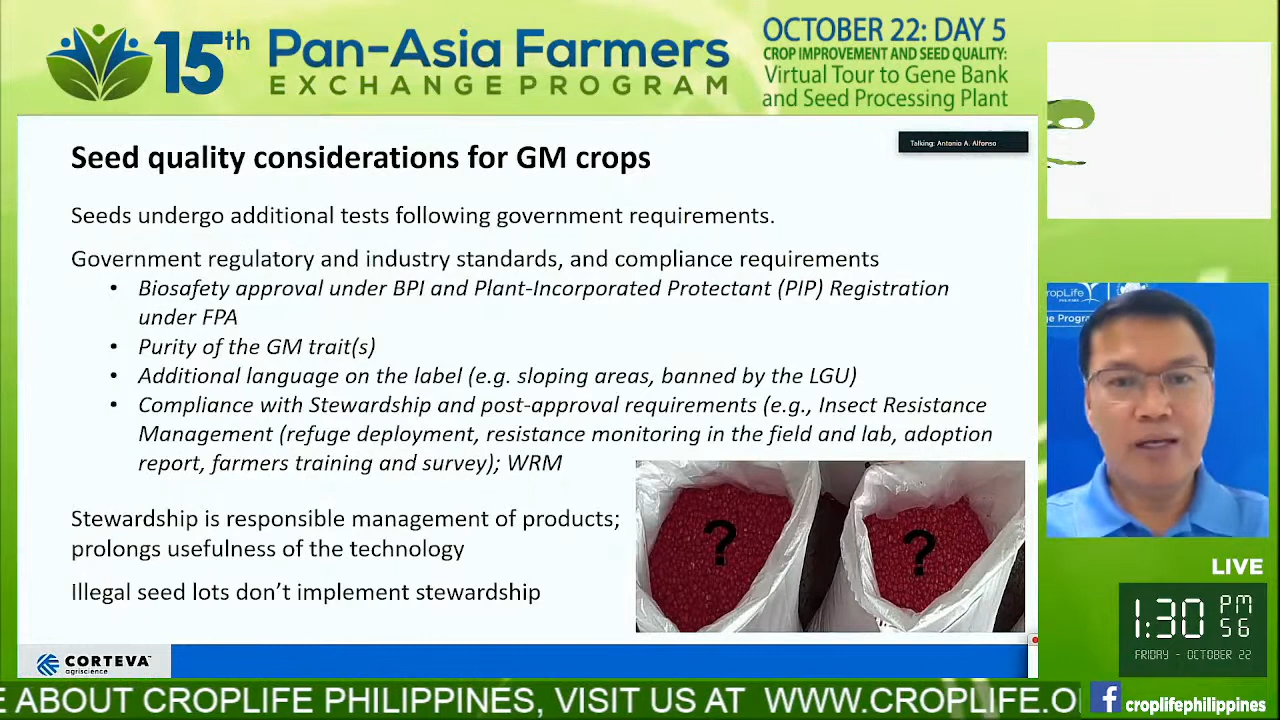 15th Pan-Asia Farmers
EXCHANGE PROGRAM
OCTOBER 22: DAY 5
CROP IMPROVEMENT AND SEED QUALITY:
Virtual Tour to Gene Bank
and Seed Processing Plant
Talking: Antonio A. Alfonso
Seed quality considerations for GM crops
Seeds undergo additional tests following government requirements.
Government regulatory and industry standards, and compliance requirements
• Biosafety approval under BPI and Plant-Incorporated Protectant (PIP) Registration
under FPA
• Purity of the GM trait(s)
• Additional language on the label (e.g. sloping areas, banned by the LGU)
• Compliance with Stewardship and post-approval requirements (e.g., Insect Resistance
Management (refuge deployment, resistance monitoring in the field and lab, adoption
report, farmers training and survey); WRM
Stewardship is responsible management of products;
prolongs usefulness of the technology
Illegal seed lots don't implement stewardship
? ?
CORTEVA
agriscience
opLife
ge Progra
LIVE
1:30 PM
56
FRIDAY - OCTOBER 22
E ABOUT CROPLIFE PHILIPPINES, VISIT US AT WWW.CROPLIFE.O
croplifephilippines